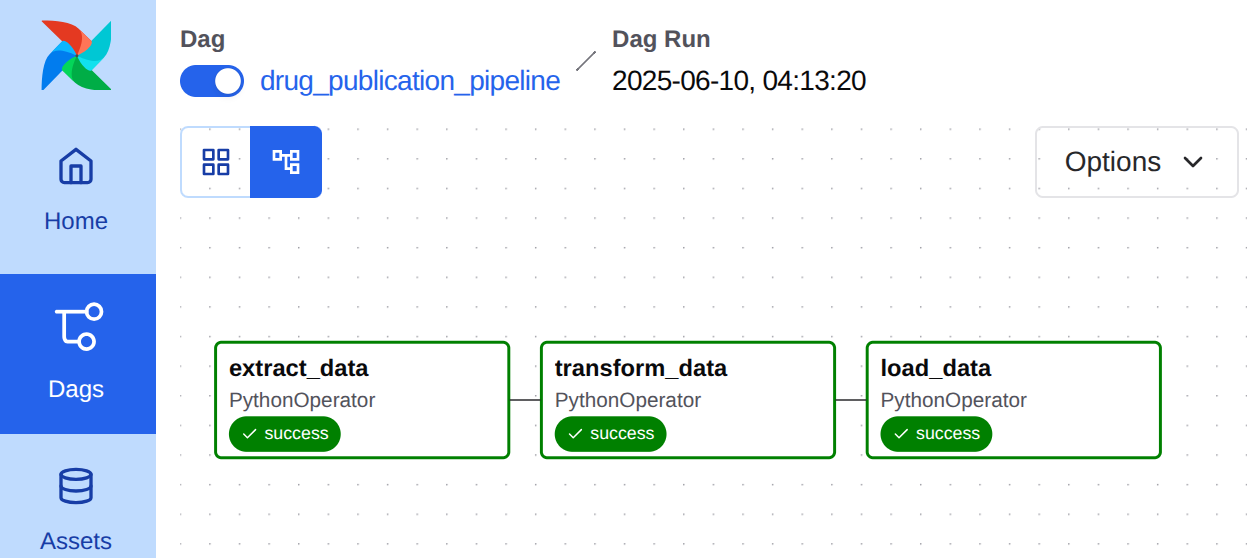 Dag
drug_publication_pipeline
Dag Run
2025-06-10, 04:13:20
Options
Home
Dags
Assets
extract_data
PythonOperator
success
transform_data
PythonOperator
success
load_data
PythonOperator
success